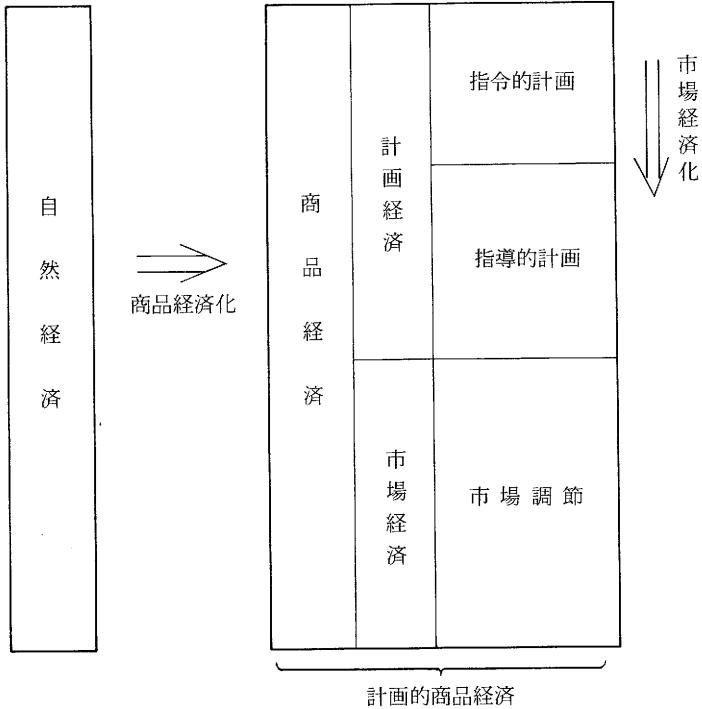 自然経済
商品経済化
商品経済
計画経済
市場経済
指令的計画
指導的計画
市場調節
市場経済化
計画的商品経済